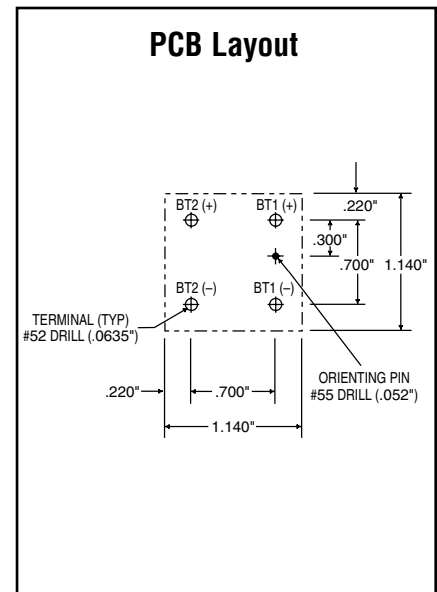 PCB Layout
BT2 (+)
BT1 (+)
.220"
.300"
.700"
1.140"
BT2 (–)
BT1 (–)
TERMINAL (TYP)
#52 DRILL (.0635")
ORIENTING PIN
#55 DRILL (.052")
.220"
.700"
1.140"